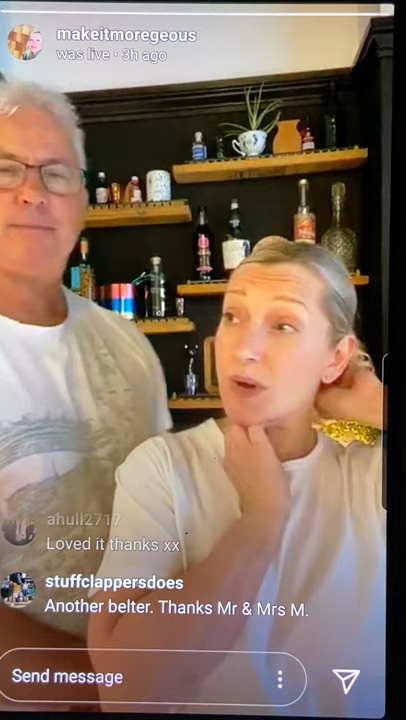 makeitmoregeous
was live • 3h ago
ahull2717
Loved it thanks xx
stuffclappersdoes
Another belter. Thanks Mr & Mrs M.
Send message